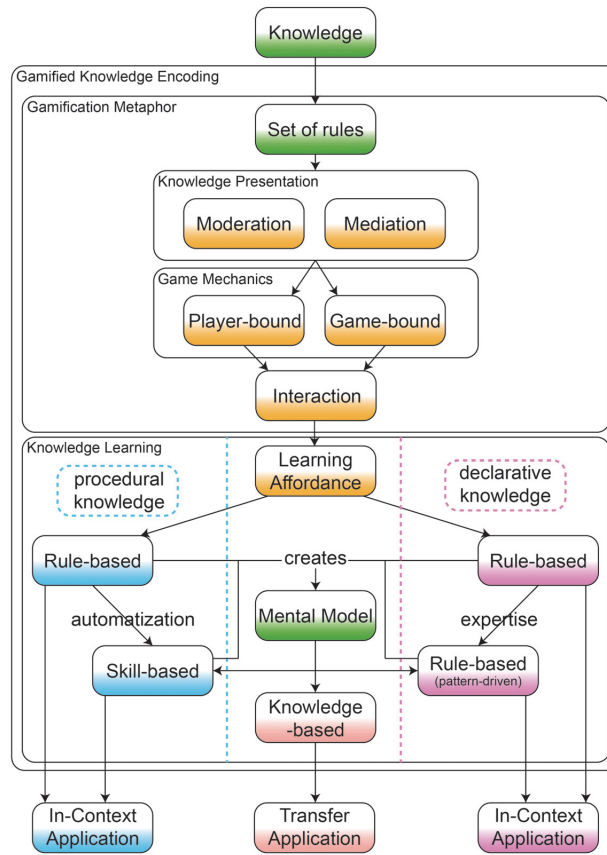 Knowledge
Gamified Knowledge Encoding
Gamification Metaphor
Set of rules
Knowledge Presentation
Moderation
Mediation
Game Mechanics
Player-bound
Game-bound
Interaction
Knowledge Learning
procedural
knowledge
Learning
Affordance
declarative
knowledge
Rule-based
creates
Rule-based
automatization
Mental Model
expertise
Skill-based
Rule-based
(pattern-driven)
Knowledge
-based
In-Context
Application
Transfer
Application
In-Context
Application